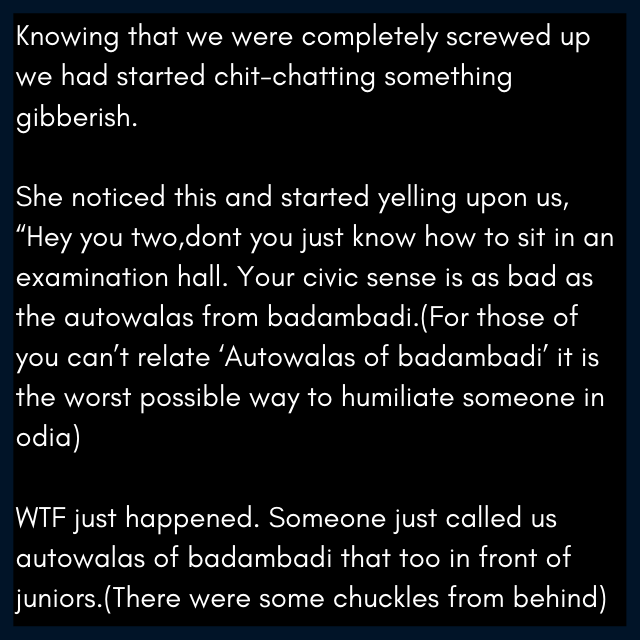 Knowing that we were completely screwed up
we had started chit-chatting something
gibberish.
She noticed this and started yelling upon us,
“Hey you two,dont you just know how to sit in an
examination hall. Your civic sense is as bad as
the autowalas from badambadi.(For those of
you can’t relate ‘Autowalas of badambadi’ it is
the worst possible way to humiliate someone in
odia)
WTF just happened. Someone just called us
autowalas of badambadi that too in front of
juniors.(There were some chuckles from behind)